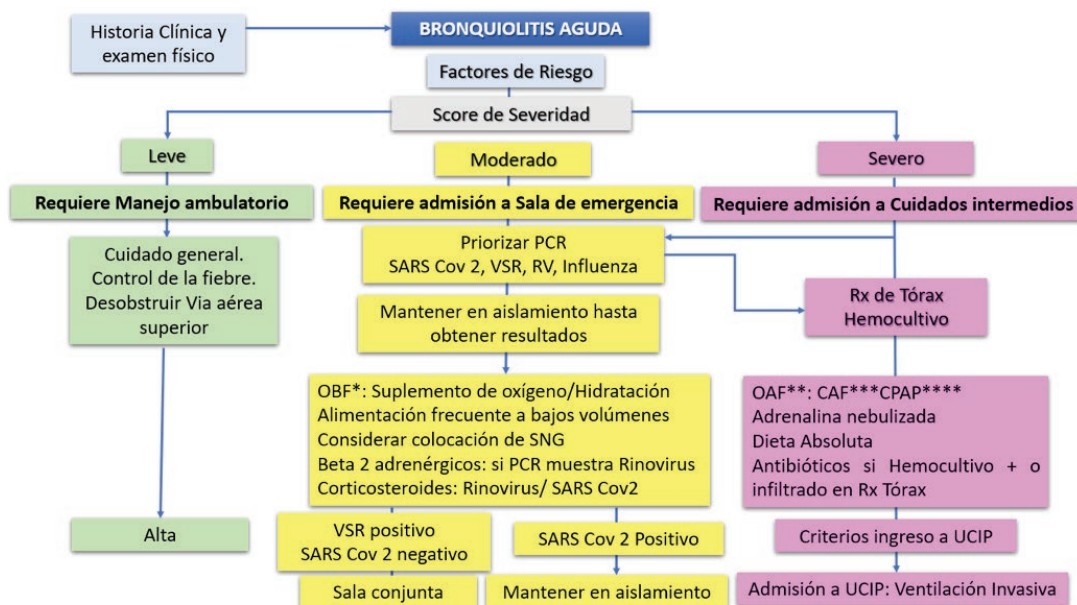 Historia Clínica y
examen físico
BRONQUIOLITIS AGUDA
Factores de Riesgo
Score de Severidad
Leve
Requiere Manejo ambulatorio
Cuidado general.
Control de la fiebre.
Desobstruir Via aérea
superior
Alta
Moderado
Requiere admisión a Sala de emergencia
Priorizar PCR
SARS Cov 2, VSR, RV, Influenza
Mantener en aislamiento hasta
obtener resultados
OBF*: Suplemento de oxígeno/Hidratación
Alimentación frecuente a bajos volúmenes
Considerar colocación de SNG
Beta 2 adrenérgicos: si PCR muestra Rinovirus
Corticosteroides: Rinovirus/ SARS Cov2
VSR positivo
SARS Cov 2 negativo
Sala conjunta
SARS Cov 2 Positivo
Mantener en aislamiento
Severo
Requiere admisión a Cuidados intermedios
Rx de Tórax
Hemocultivo
OAF**: CAF***CPAP****
Adrenalina nebulizada
Dieta Absoluta
Antibióticos si Hemocultivo + o
infiltrado en Rx Tórax
Criterios ingreso a UCIP
Admisión a UCIP: Ventilación Invasiva